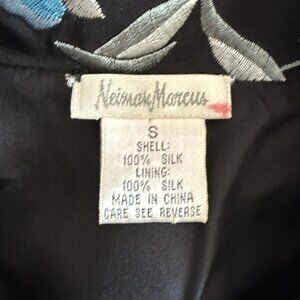 Neiman Marcus
S
SHELL:
100% SILK
LINING:
100% SILK
MADE IN CHINA
CARE SEE REVERSE